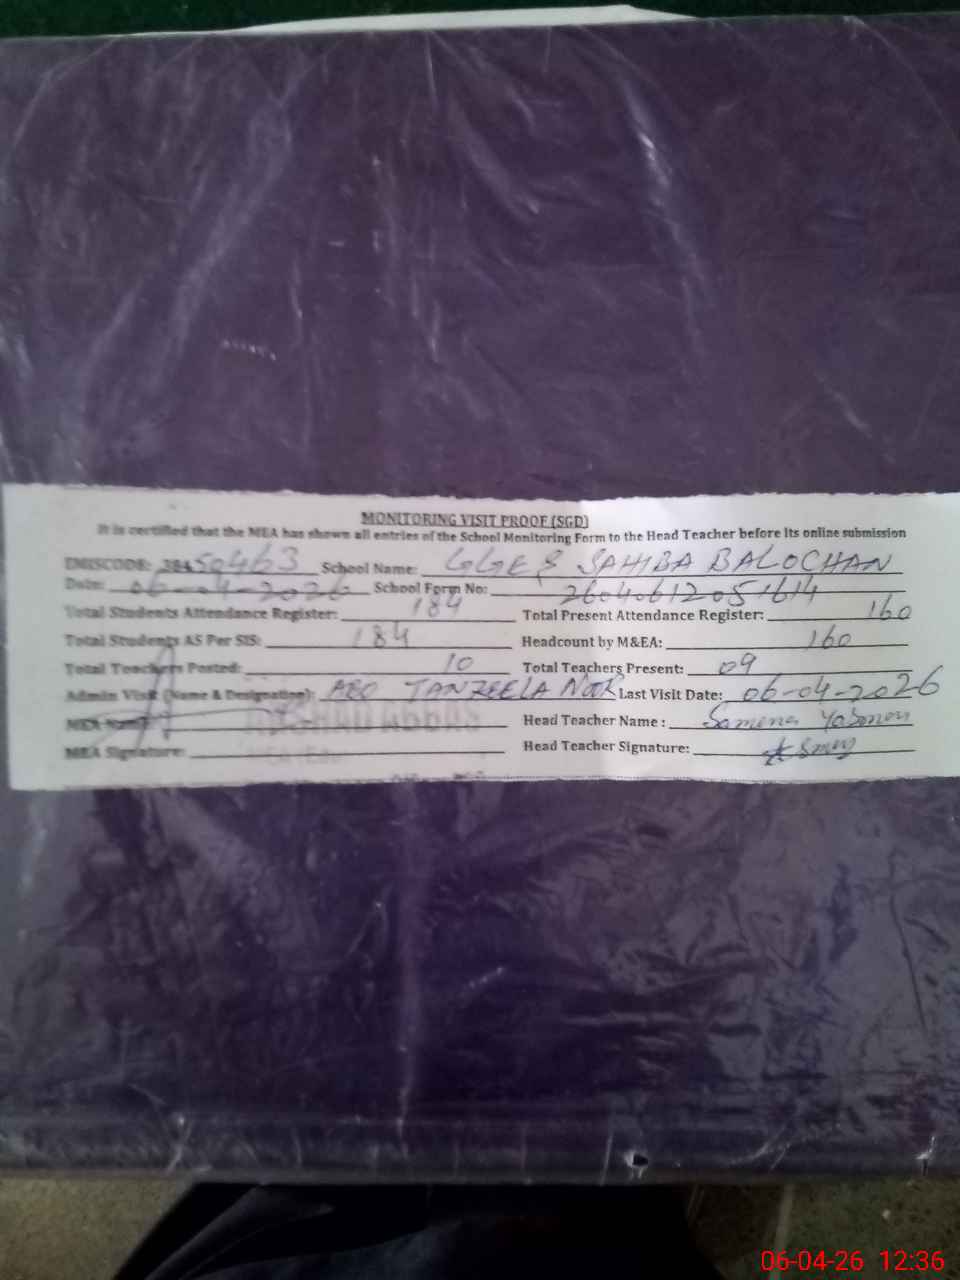 MONITORING VISIT PROOF (SGD)
It is certified that the MEA has shown all entries of the School Monitoring Form to the Head Teacher before its online submission
EMISCODE: 38450463 School Name: GGES SAHIBA BALOCHAN
Date: 06-04-2026 School Form No: 26040612051614
Total Students Attendance Register: 184 Total Present Attendance Register: 160
Total Students AS Per SIS: 184 Headcount by M&EA: 160
Total Teachers Posted: 10 Total Teachers Present: 09
Admin Visit (Name & Designation): AEO TANZEELA NOOR Last Visit Date: 06-04-2026
MEA Name: Head Teacher Name : Samena Yasmeen
MEA Signature: Head Teacher Signature:
06-04-26 12:36